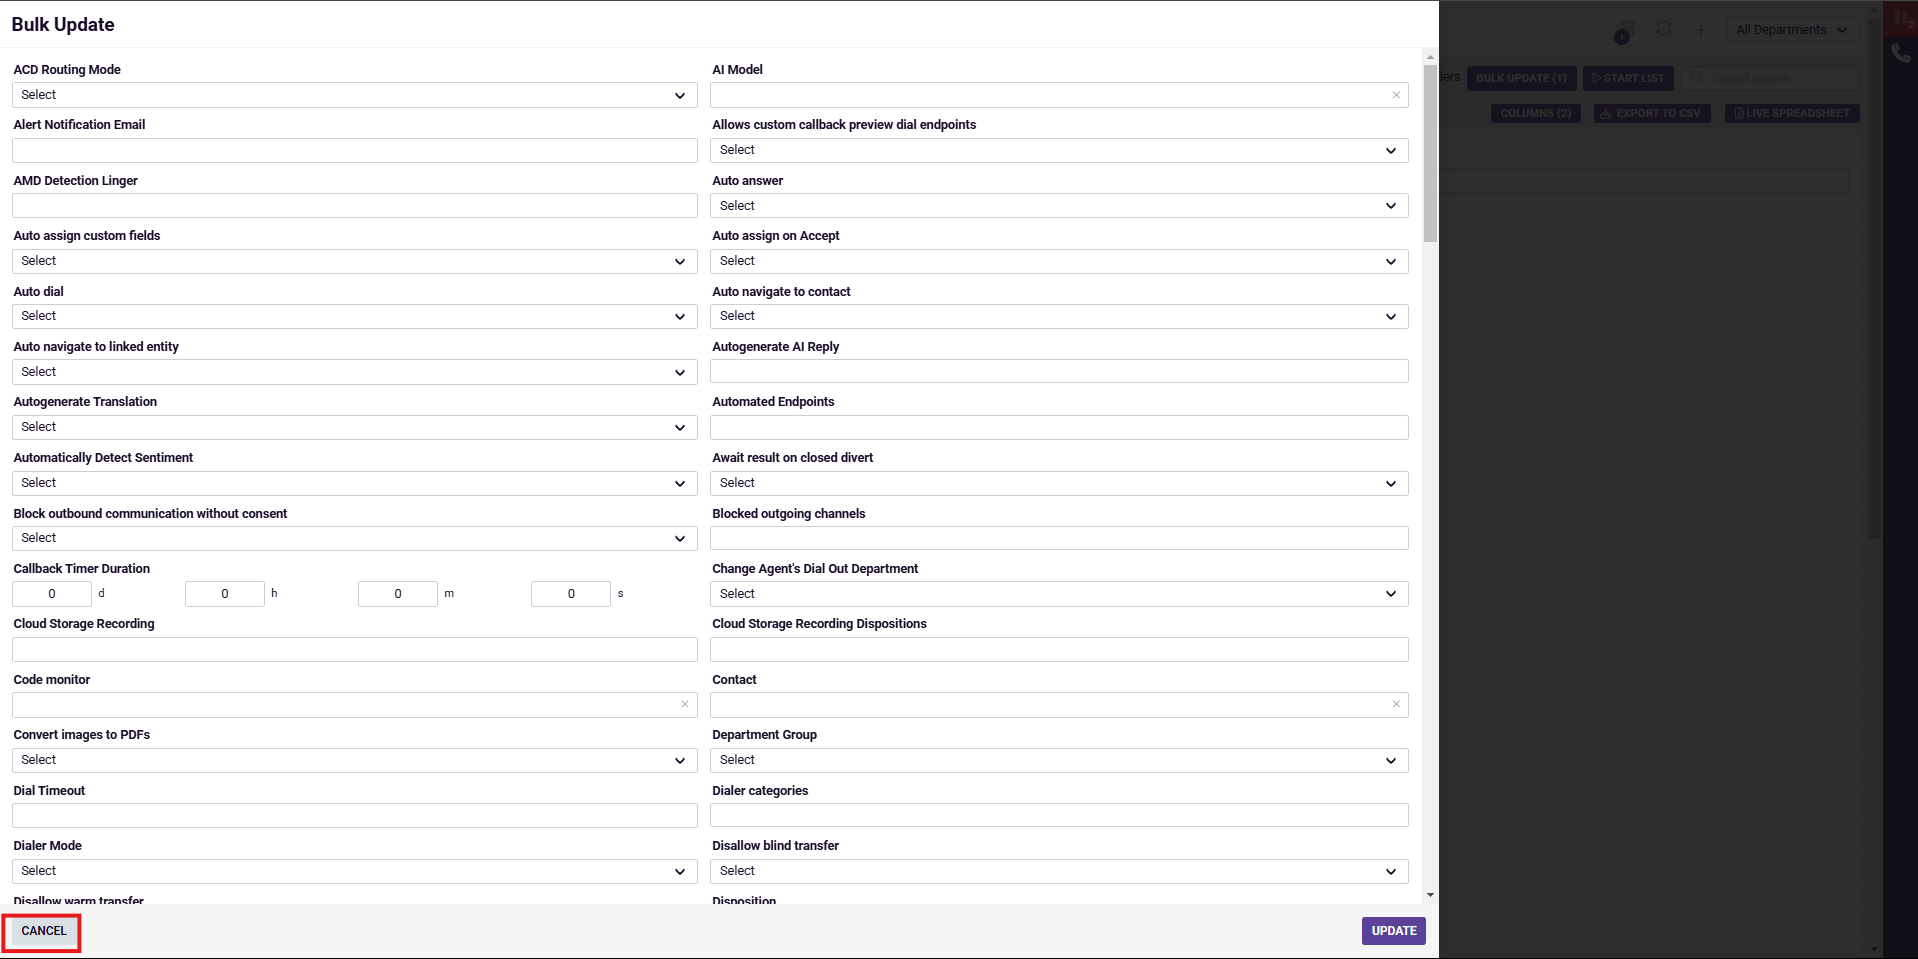 Bulk Update
ACD Routing Mode
Select
AI Model
Alert Notification Email
Allows custom callback preview dial endpoints
Select
AMD Detection Linger
Auto answer
Select
Auto assign custom fields
Select
Auto assign on Accept
Select
Auto dial
Select
Auto navigate to contact
Select
Auto navigate to linked entity
Select
Autogenerate AI Reply
Autogenerate Translation
Select
Automated Endpoints
Automatically Detect Sentiment
Select
Await result on closed divert
Select
Block outbound communication without consent
Select
Blocked outgoing channels
Callback Timer Duration
0 d 0 h 0 m 0 s
Change Agent's Dial Out Department
Select
Cloud Storage Recording
Cloud Storage Recording Dispositions
Code monitor
Contact
Convert images to PDFs
Select
Department Group
Select
Dial Timeout
Dialer categories
Dialer Mode
Select
Disallow blind transfer
Select
Disallow warm transfer
Disposition
CANCEL
UPDATE
1
All Departments
2
ders
BULK UPDATE (1)
START LIST
Global search...
COLUMNS (2)
EXPORT TO CSV
LIVE SPREADSHEET